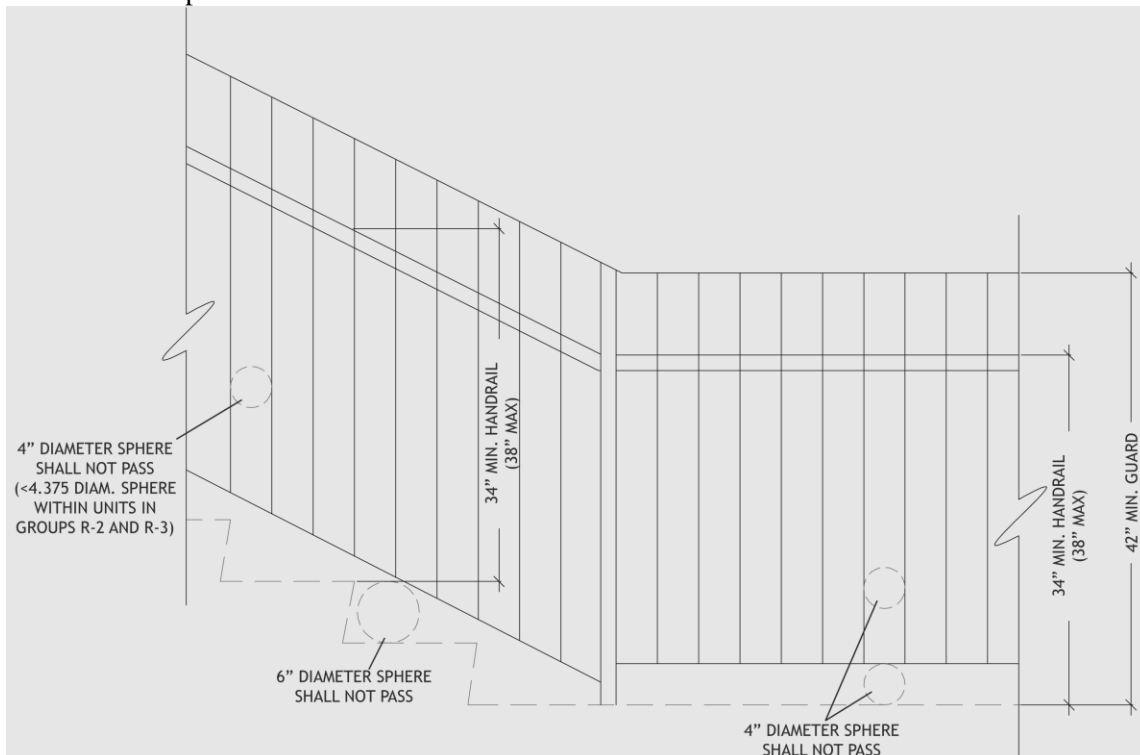 4” DIAMETER SPHERE
SHALL NOT PASS
(<4.375 DIAM. SPHERE
WITHIN UNITS IN
GROUPS R-2 AND R-3)
34” MIN. HANDRAIL
(38” MAX)
6” DIAMETER SPHERE
SHALL NOT PASS
34” MIN. HANDRAIL
(38” MAX)
42” MIN. GUARD
4” DIAMETER SPHERE
SHALL NOT PASS